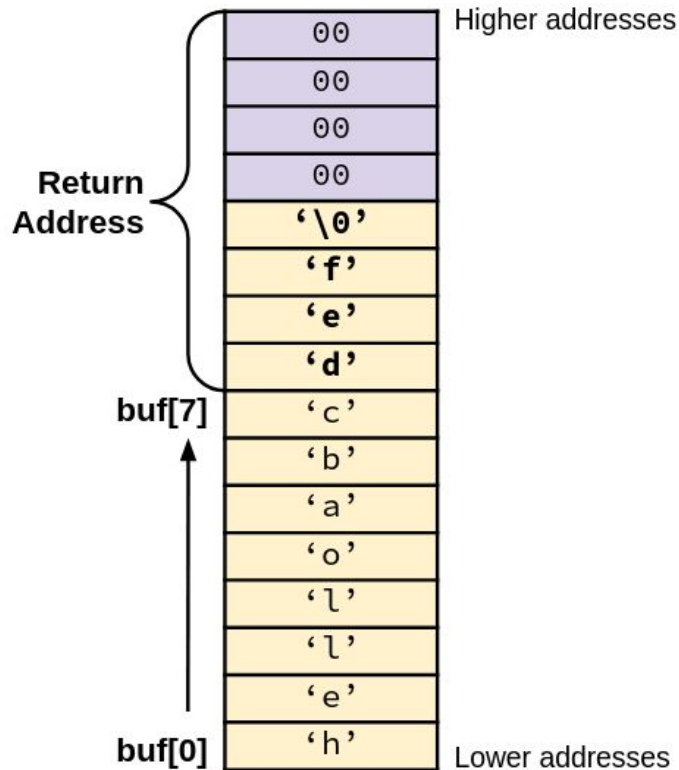 Higher addresses
00
00
00
00
Return
Address
‘\0’
‘f’
‘e’
‘d’
buf[7]
‘c’
‘b’
‘a’
‘o’
‘l’
‘l’
‘e’
buf[0]
‘h’
Lower addresses